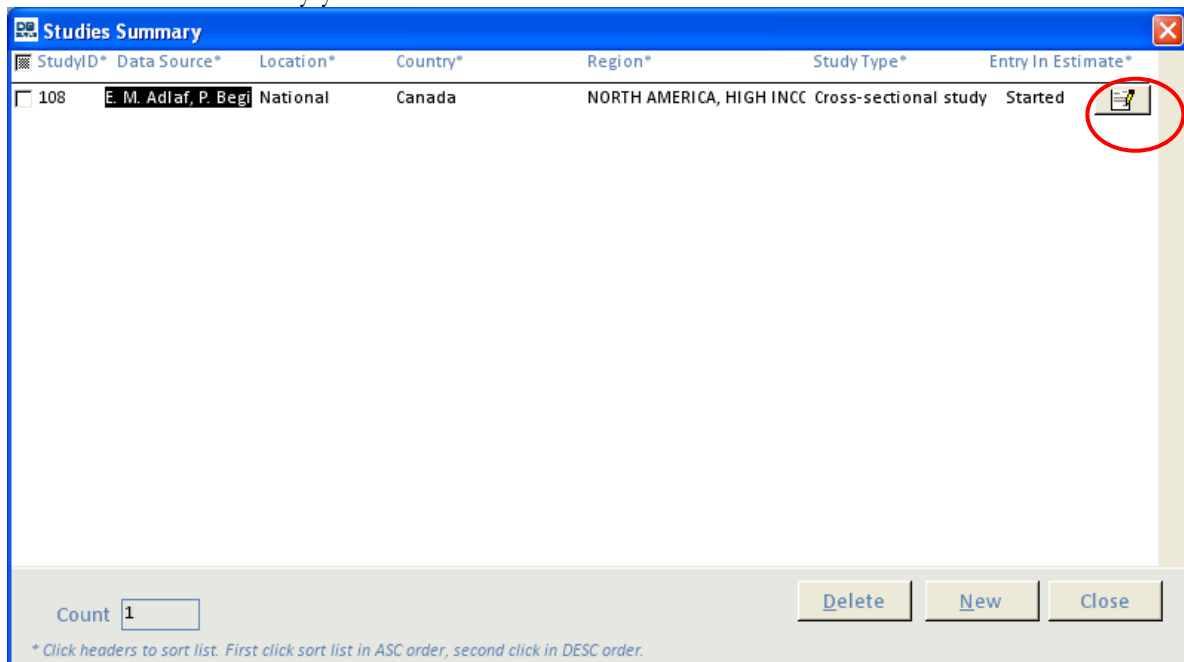 Studies Summary
StudyID* Data Source* Location* Country* Region* Study Type* Entry In Estimate*
108 E. M. Adlaf, P. Begi National Canada NORTH AMERICA, HIGH INCC Cross-sectional study Started
Delete New Close
Count 1
* Click headers to sort list. First click sort list in ASC order, second click in DESC order.